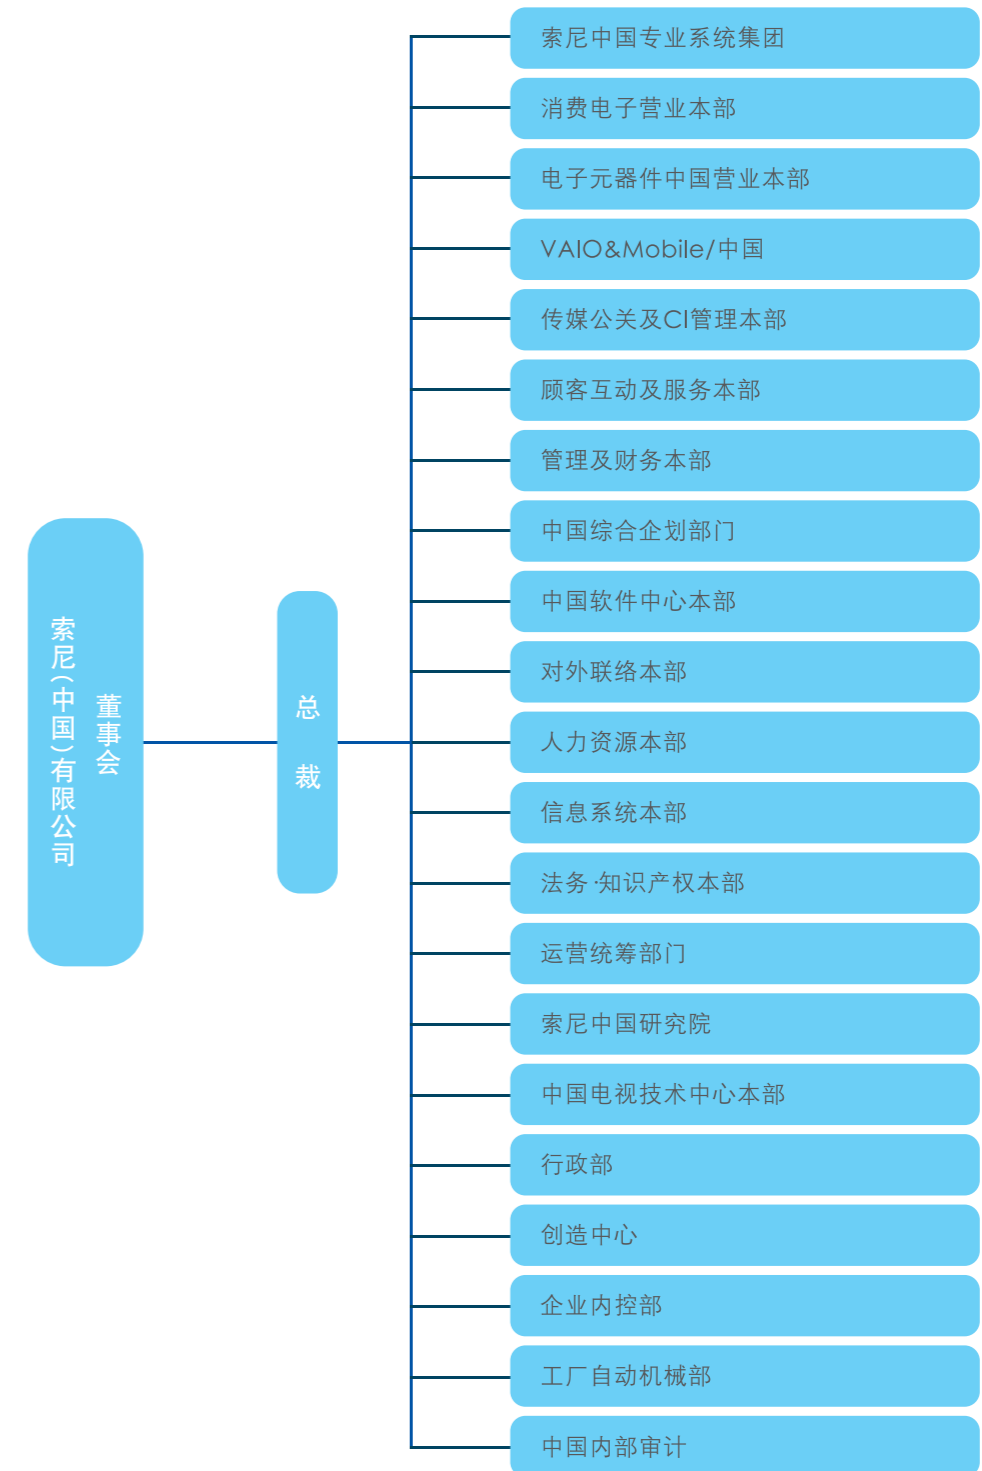 索尼(中国)有限公司
董事会
总裁
索尼中国专业系统集团
消费电子营业本部
电子元器件中国营业本部
VAIO&Mobile/中国
传媒公关及CI管理本部
顾客互动及服务本部
管理及财务本部
中国综合企划部门
中国软件中心本部
对外联络本部
人力资源本部
信息系统本部
法务·知识产权本部
运营统筹部门
索尼中国研究院
中国电视技术中心本部
行政部
创造中心
企业内控部
工厂自动机械部
中国内部审计